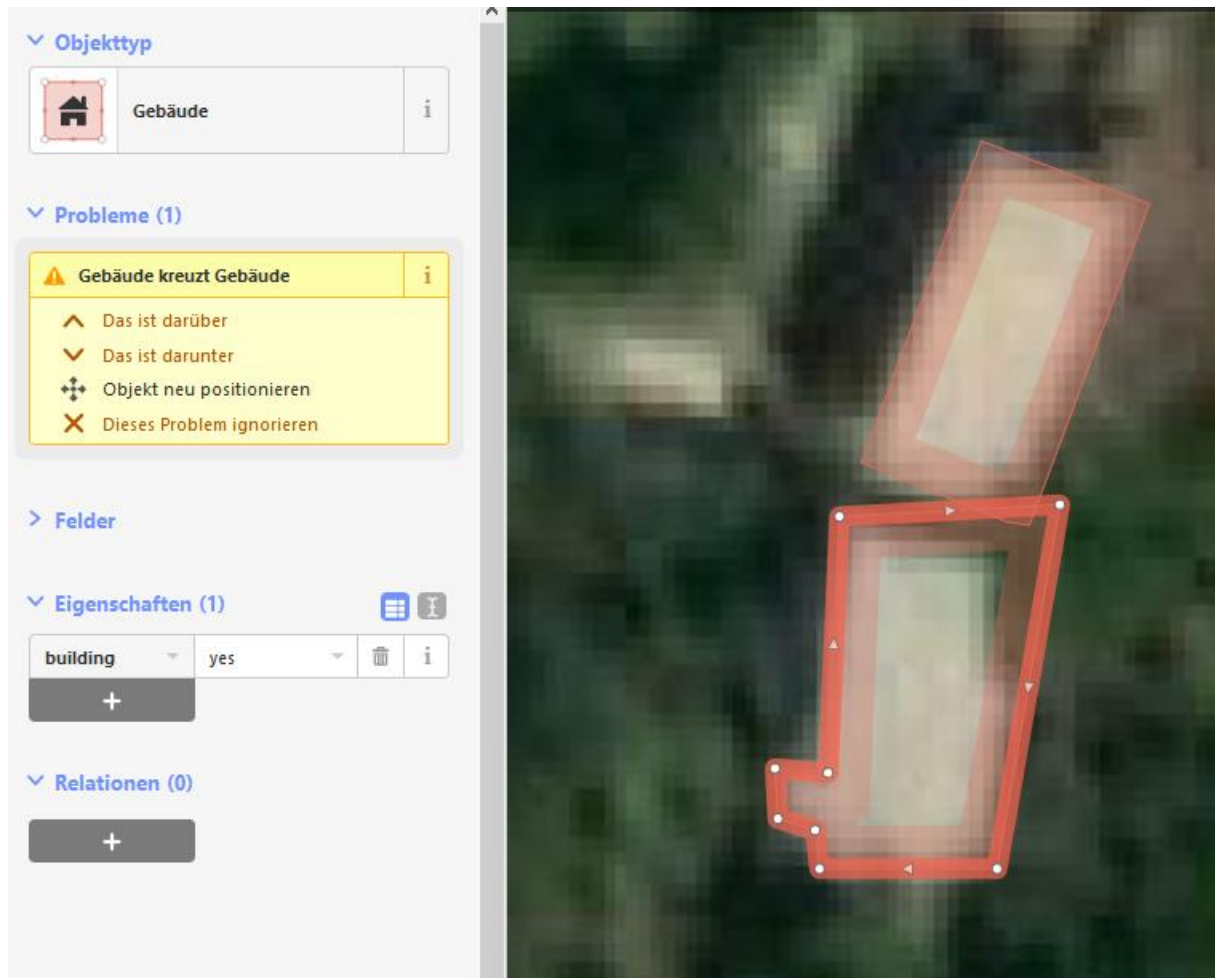 Objekttyp
Gebäude
i
Probleme (1)
Gebäude kreuzt Gebäude
i
Das ist darüber
Das ist darunter
Objekt neu positionieren
Dieses Problem ignorieren
Felder
Eigenschaften (1)
building yes i
+
Relationen (0)
+